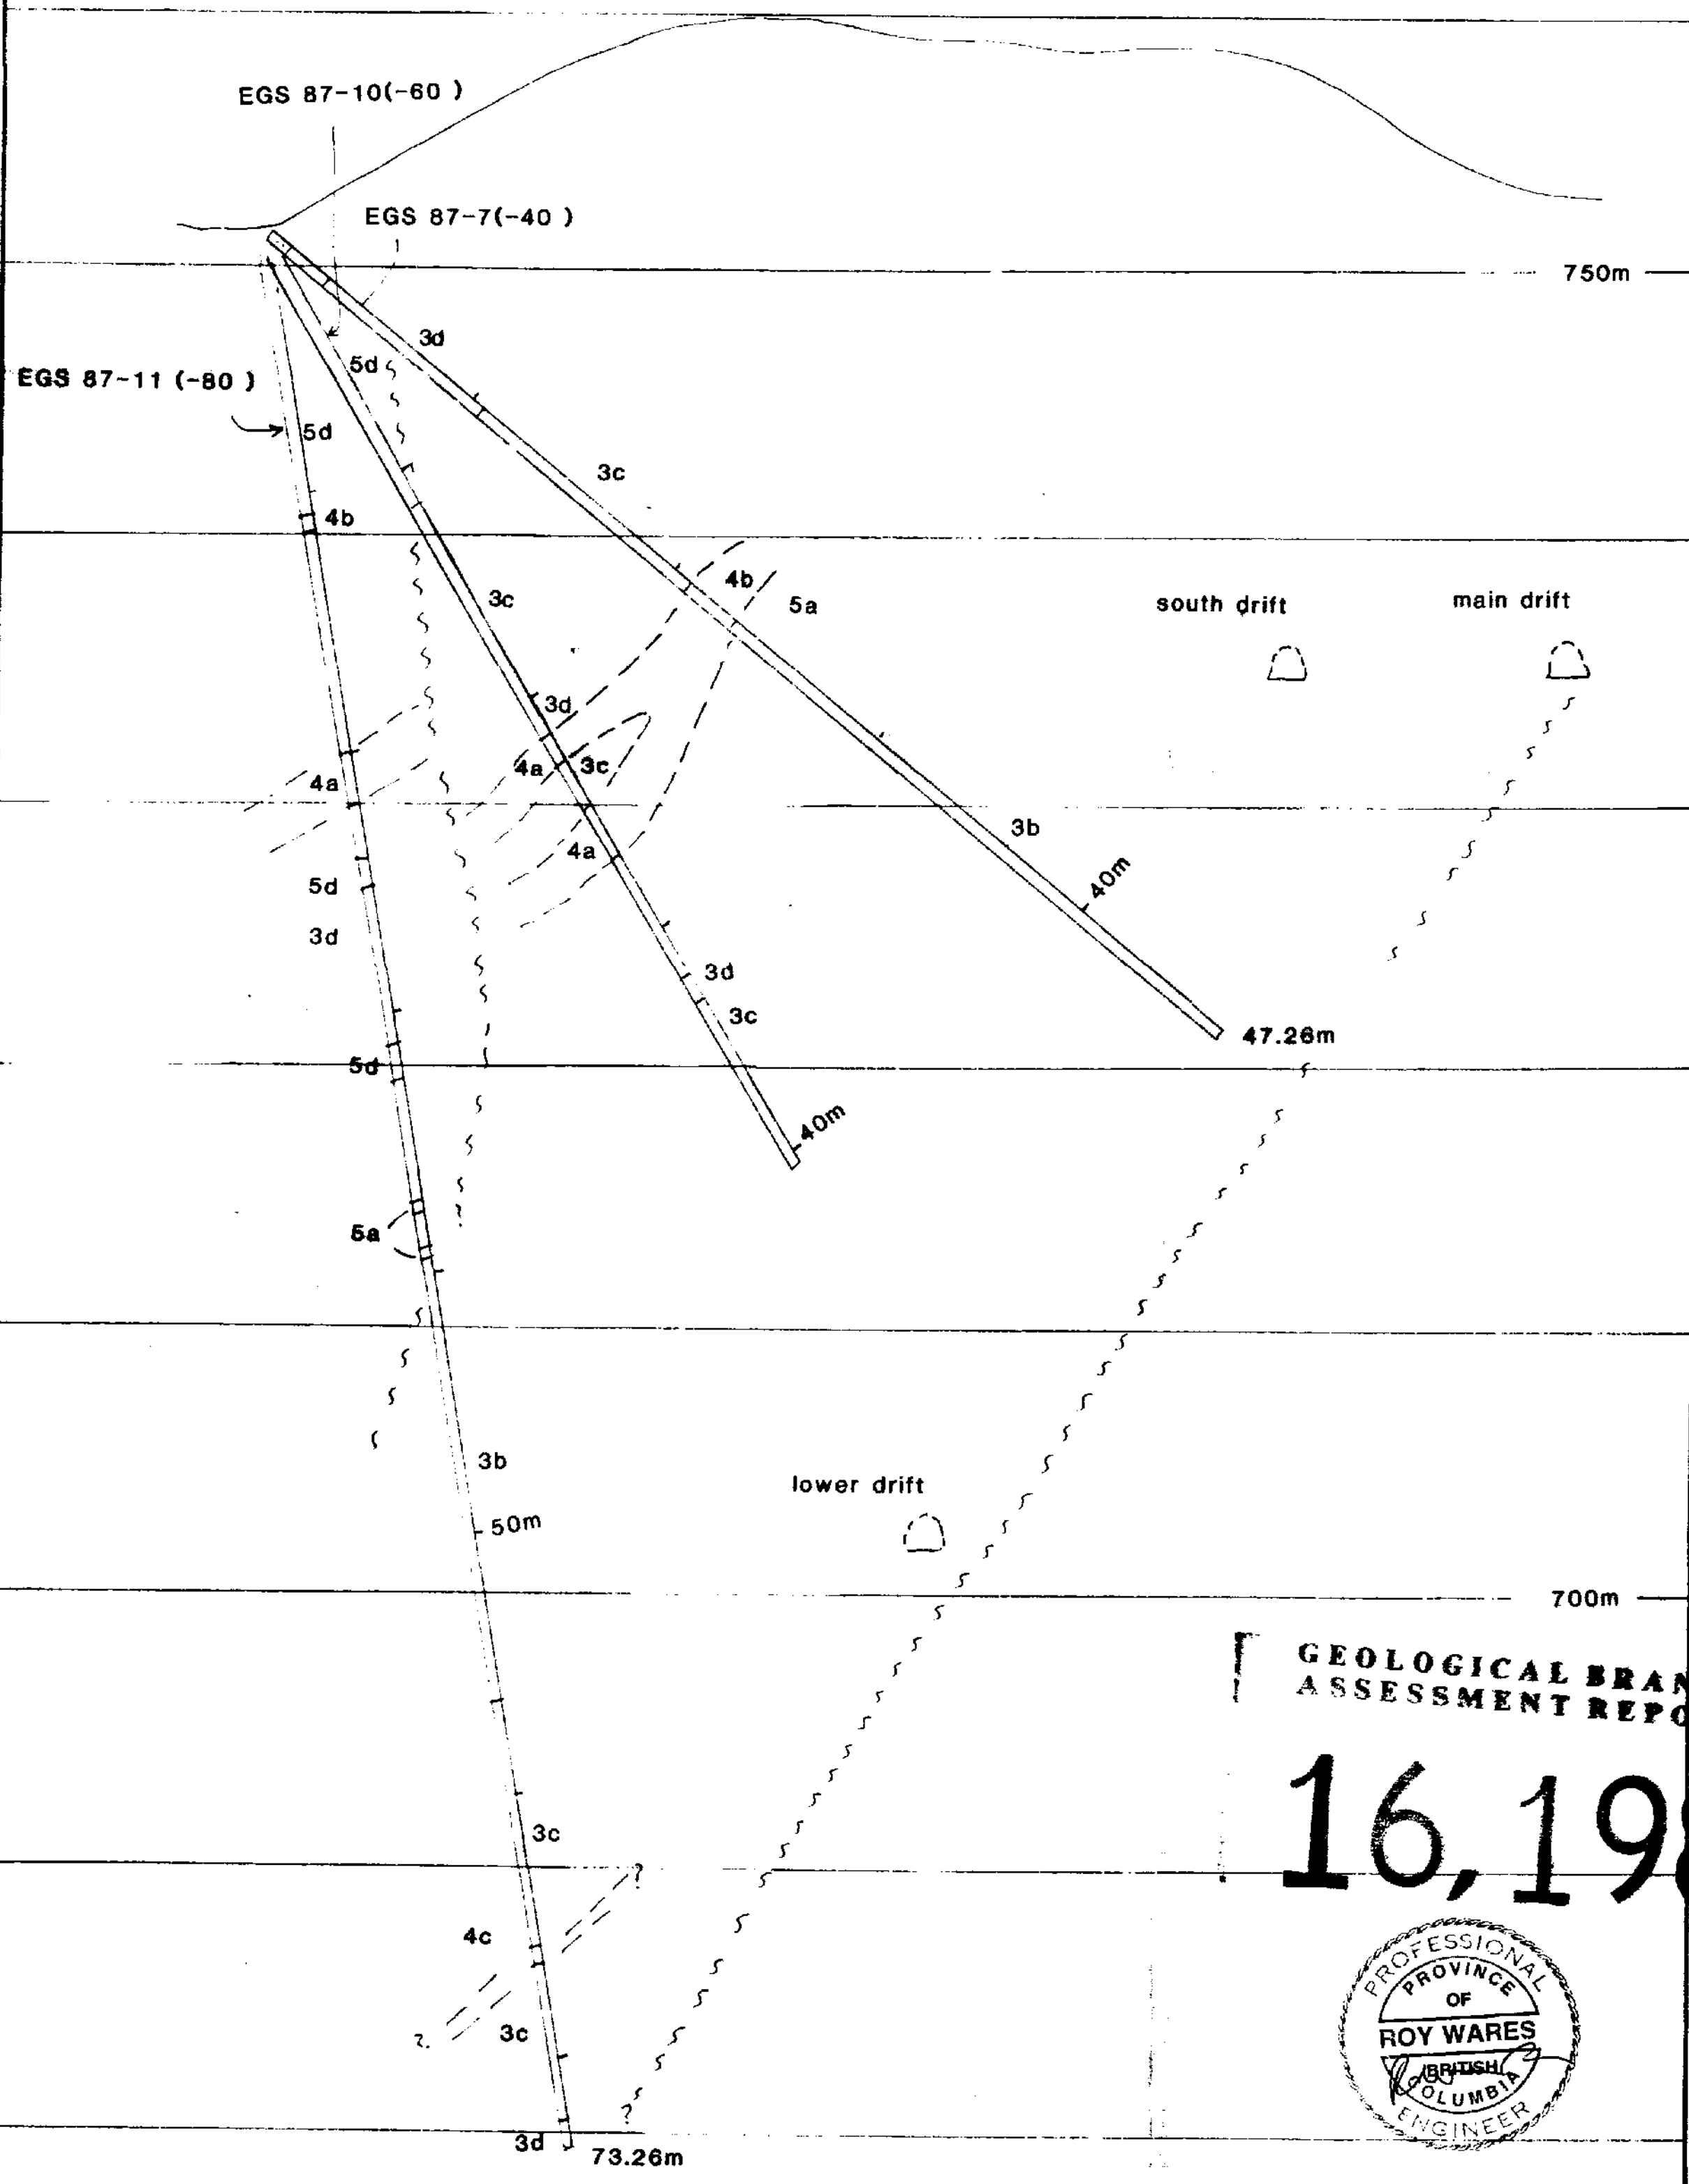 EGS 87-10(-60 )
EGS 87-7(-40 )
750m
3d
5d
EGS 87-11 (-80 )
5d
3c
4b
4b
3c
5a
south drift
main drift
3d
4a
3c
4a
3b
4a
40m
5d
3d
3d
3c
47.26m
5d
40m
5a
3b
lower drift
50m
700m
GEOLOGICAL BRAN
ASSESSMENT REPO
16,19
3c
4c
3c
PROFESSIONAL
PROVINCE
OF
ROY WARES
BRITISH
COLUMBIA
ENGINEER
3d
73.26m